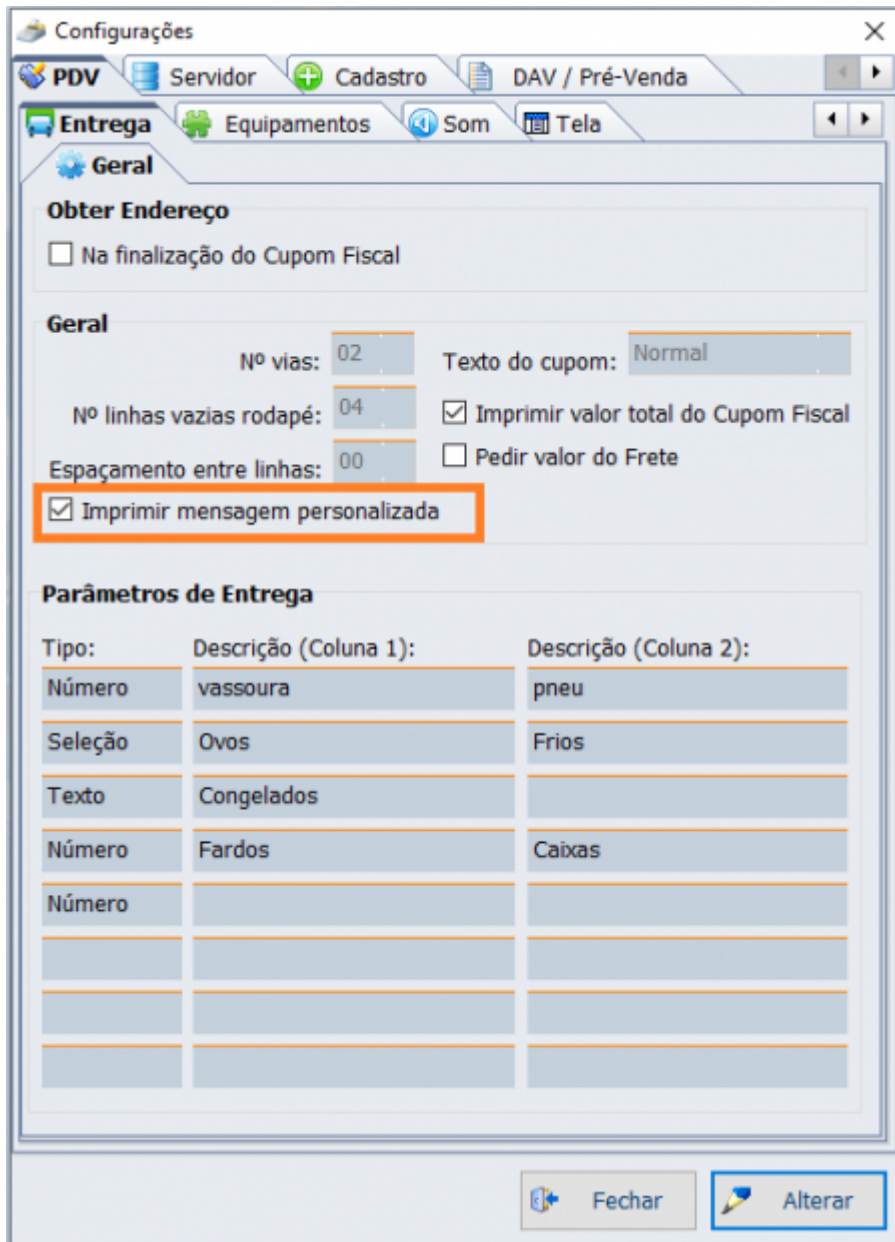 Configurações
PDV Servidor Cadastro DAV / Pré-Venda
Entrega Equipamentos Som Tela
Geral
Obter Endereço
Na finalização do Cupom Fiscal
Geral
Nº vias: 02 Texto do cupom: Normal
Nº linhas vazias rodapé: 04 Imprimir valor total do Cupom Fiscal
Espaçamento entre linhas: 00 Pedir valor do Frete
Imprimir mensagem personalizada
Parâmetros de Entrega
Tipo: Descrição (Coluna 1): Descrição (Coluna 2):
Número vassoura pneu
Seleção Ovos Frios
Texto Congelados
Número Fardos Caixas
Número
Fechar Alterar